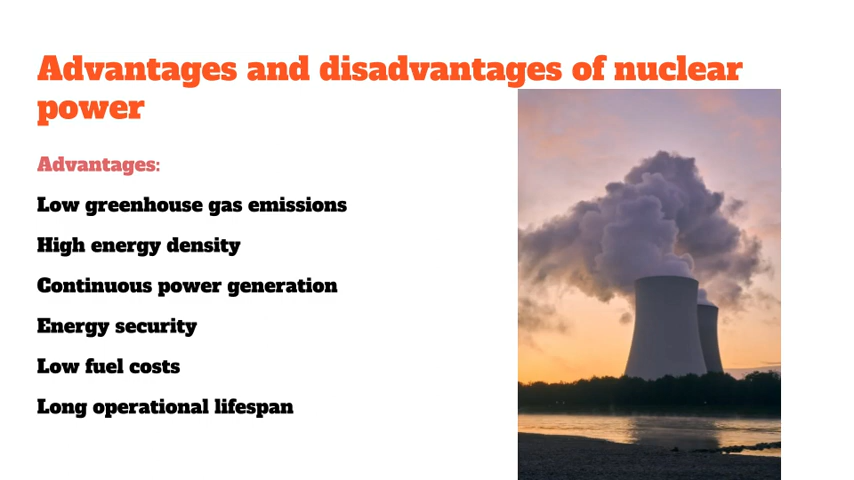 Advantages and disadvantages of nuclear
power
Advantages:
Low greenhouse gas emissions
High energy density
Continuous power generation
Energy security
Low fuel costs
Long operational lifespan